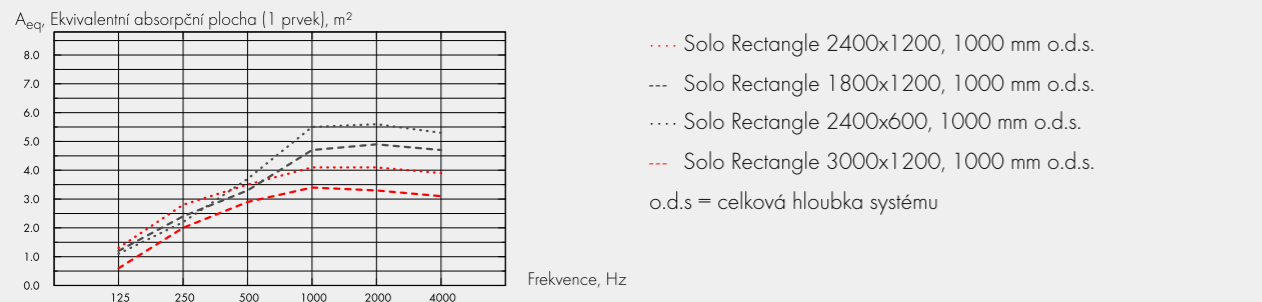 Aeq, Ekvivalentní absorpční plocha (1 prvek), m²
8.0
7.0
6.0
5.0
4.0
3.0
2.0
1.0
0.0
125 250 500 1000 2000 4000
Frekvence, Hz
Solo Rectangle 2400x1200, 1000 mm o.d.s.
Solo Rectangle 1800x1200, 1000 mm o.d.s.
Solo Rectangle 2400x600, 1000 mm o.d.s.
Solo Rectangle 3000x1200, 1000 mm o.d.s.
o.d.s = celková hloubka systému